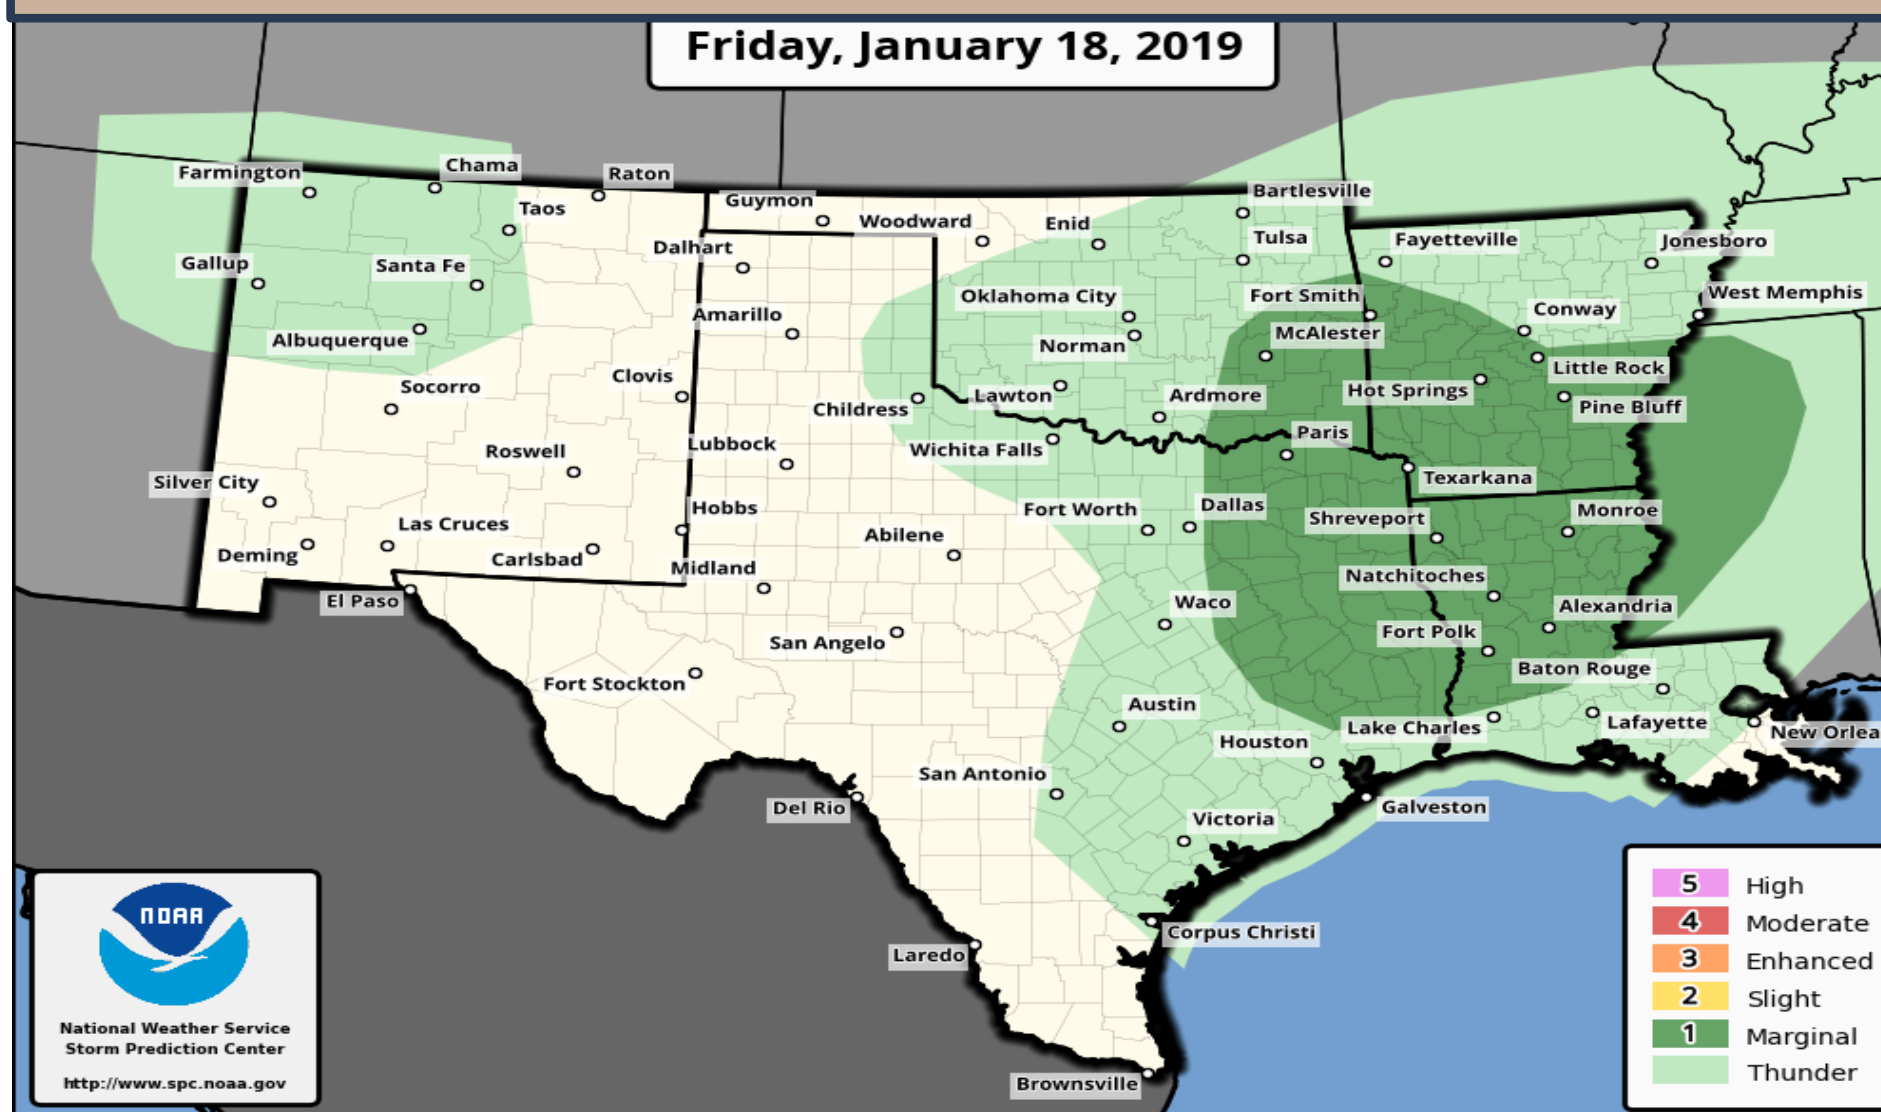 Friday, January 18, 2019
Farmington
Chama
Raton
Taos
Guymon
Woodward
Enid
Bartlesville
Dalhart
Tulsa
Fayetteville
Jonesboro
Gallup
Santa Fe
Oklahoma City
Fort Smith
West Memphis
Conway
Amarillo
McAlester
Albuquerque
Norman
Little Rock
Clovis
Socorro
Hot Springs
Lawton
Ardmore
Pine Bluff
Childress
Paris
Lubbock
Wichita Falls
Roswell
Texarkana
Silver City
Hobbs
Fort Worth
Dallas
Monroe
Shreveport
Las Cruces
Abilene
Deming
Carlsbad
Midland
Natchitoches
El Paso
Waco
Alexandria
Fort Polk
San Angelo
Baton Rouge
Fort Stockton
Austin
Lake Charles
Lafayette
New Orlea
Houston
San Antonio
Del Rio
Galveston
Victoria
Corpus Christi
Laredo
Brownsville
NOAA
National Weather Service
Storm Prediction Center
http://www.spc.noaa.gov
5 High
4 Moderate
3 Enhanced
2 Slight
1 Marginal
Thunder